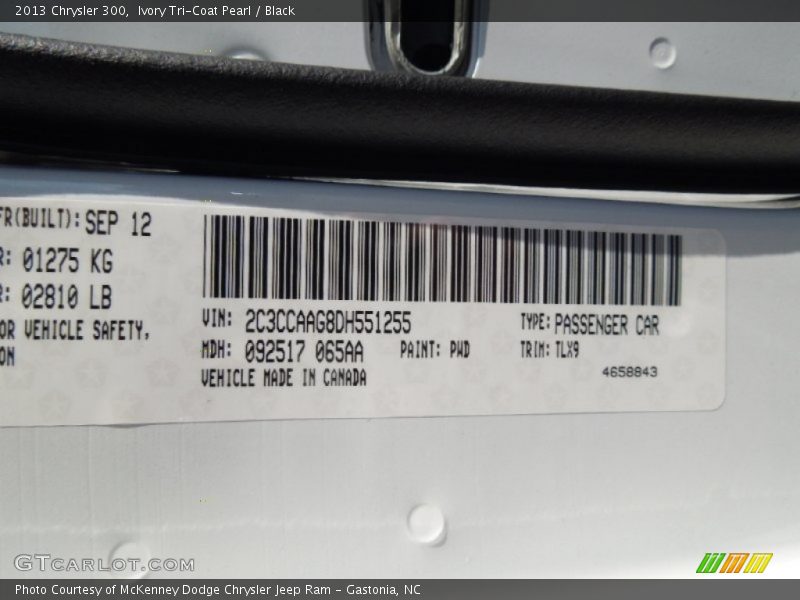 2013 Chrysler 300, Ivory Tri-Coat Pearl / Black
FR(BUILT): SEP 12
R: 01275 KG
R: 02810 LB
OR VEHICLE SAFETY,
ON
VIN: 2C3CCAAG8DH551255
TYPE: PASSENGER CAR
MDH: 092517 065AA
PAINT: PWD
TRIM: TLX9
VEHICLE MADE IN CANADA
4658843
GTcarlot.com
Photo Courtesy of McKenney Dodge Chrysler Jeep Ram - Gastonia, NC